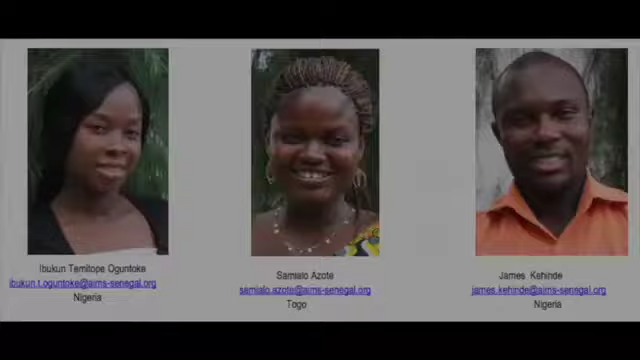 Ibukun Temitope Oguntoke
ibukun.t.oguntoke@aims-senegal.org
Nigeria
Samialo Azote
samialo.azote@aims-senegal.org
Togo
James Kehinde
james.kehinde@aims-senegal.org
Nigeria